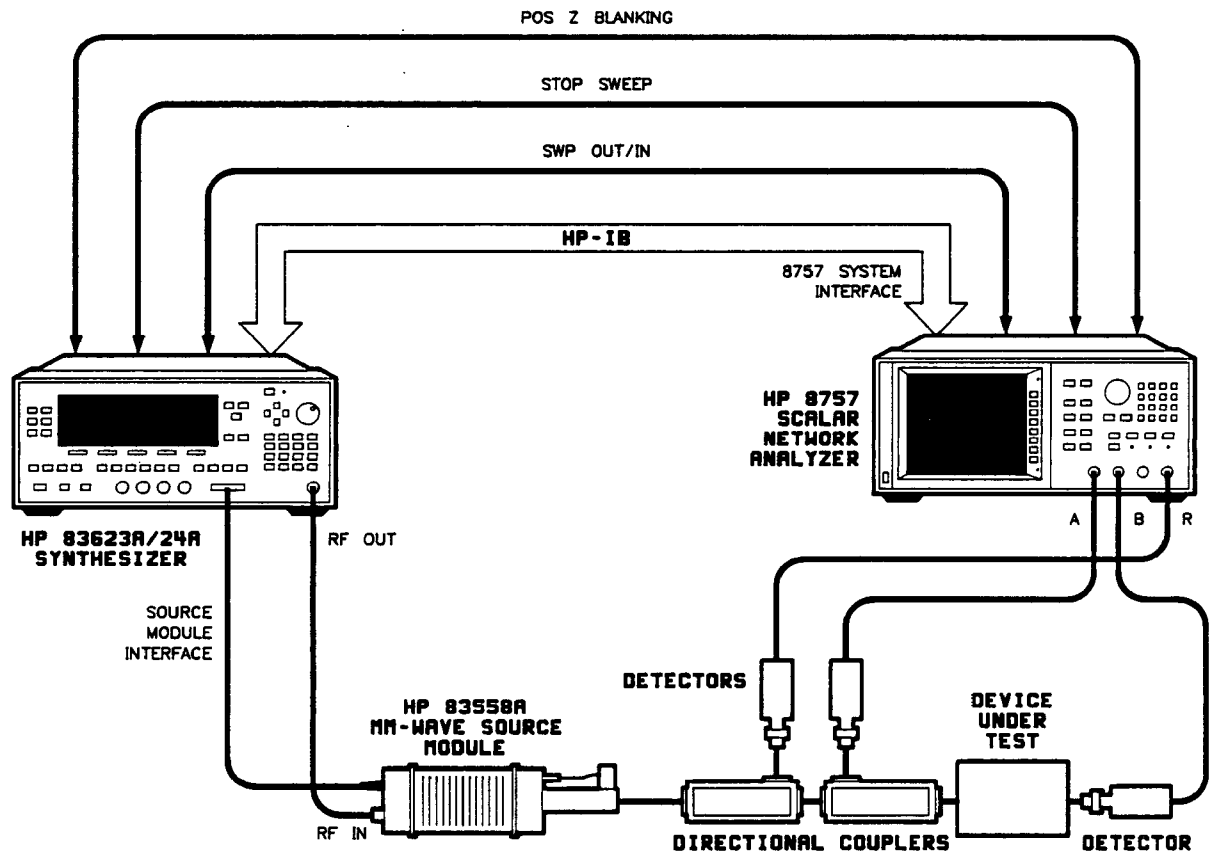 POS Z BLANKING
STOP SWEEP
SWP OUT/IN
HP-IB
8757 SYSTEM
INTERFACE
HP 8757
SCALAR
NETWORK
ANALYZER
A
B
R
HP 83623A/24A
SYNTHESIZER
RF OUT
SOURCE
MODULE
INTERFACE
DETECTORS
HP 83558A
MM-WAVE SOURCE
MODULE
DEVICE
UNDER
TEST
RF IN
DIRECTIONAL COUPLERS
DETECTOR